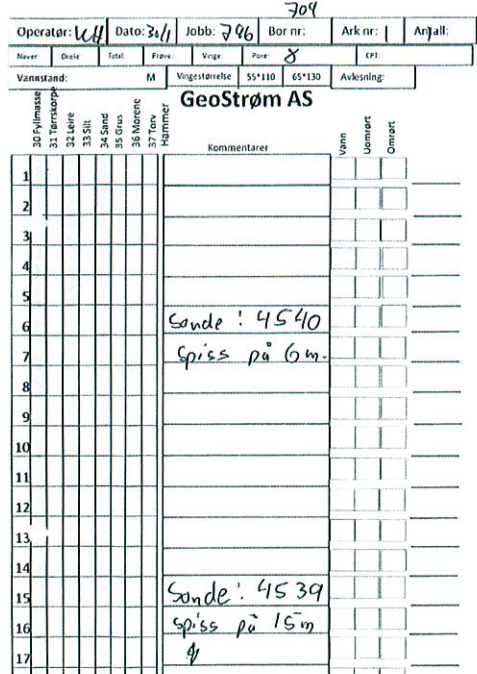 704
Operatør: WH Dato: 30/1 Jobb: 796 Bor nr: Ark nr: 1 Antall:
Never: Dreie Total. Frøve: Vinge: Pore: 8 CPT:
Vannstand: M Vingestørrelse 55*110 65*130 Avlesning:
GeoStrøm AS
30 Fyllmasse 31 Tørrskorpe 32 Leire 33 Silt 34 Sand 35 Grus 36 Morene 37 Torv Hammer Kommentarer Vann Uomrørt Omrørt
1
2
3
4
5
6 Sonde: 4540
7 Spiss på 6m.
8
9
10
11
12
13
14
15 Sonde: 4539
16 spiss på 15m
17